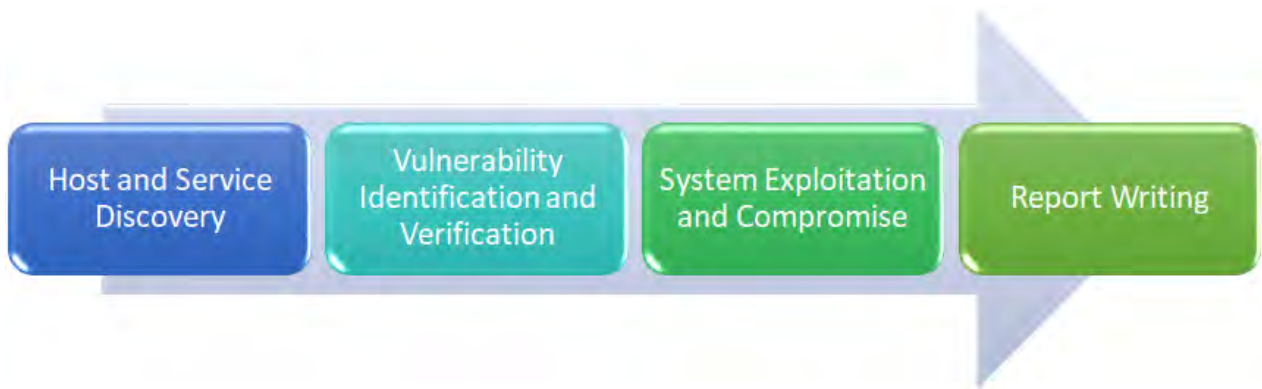 Host and Service
Discovery
Vulnerability
Identification and
Verification
System Exploitation
and Compromise
Report Writing